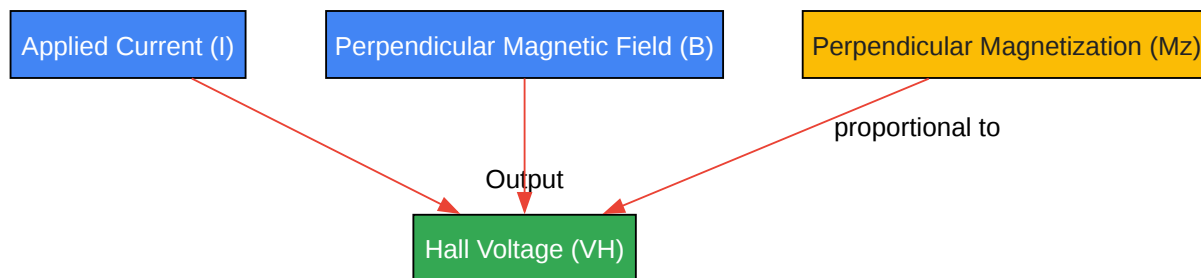 Applied Current (I)
Perpendicular Magnetic Field (B)
Perpendicular Magnetization (Mz)
proportional to
Output
Hall Voltage (VH)